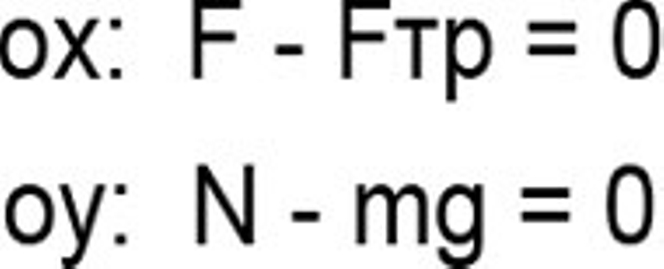 ox: F - Fтр = 0
oy: N - mg = 0